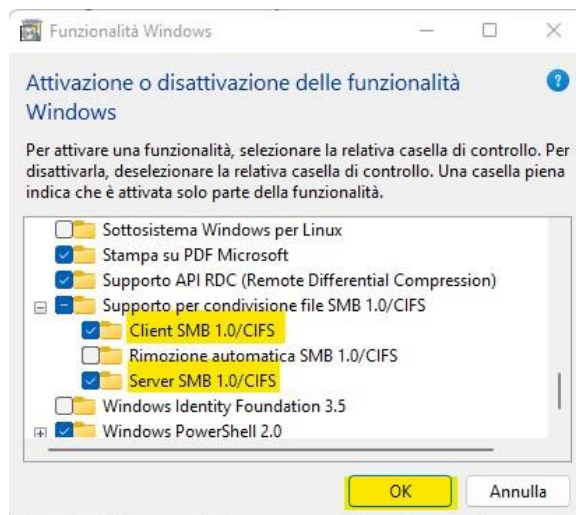 Funzionalità Windows
Attivazione o disattivazione delle funzionalità
Windows
Per attivare una funzionalità, selezionare la relativa casella di controllo. Per
disattivarla, deselezionare la relativa casella di controllo. Una casella piena
indica che è attivata solo parte della funzionalità.
Sottosistema Windows per Linux
Stampa su PDF Microsoft
Supporto API RDC (Remote Differential Compression)
Supporto per condivisione file SMB 1.0/CIFS
Client SMB 1.0/CIFS
Rimozione automatica SMB 1.0/CIFS
Server SMB 1.0/CIFS
Windows Identity Foundation 3.5
Windows PowerShell 2.0
OK Annulla